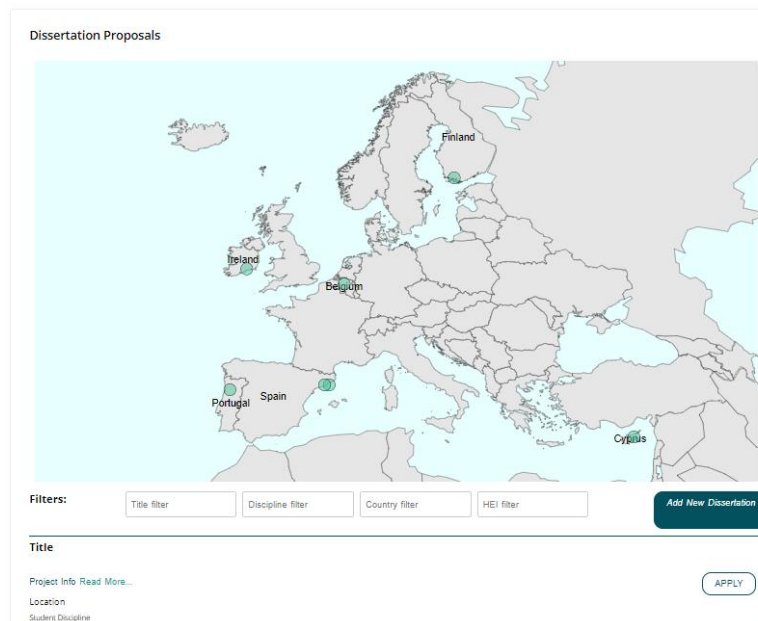 Dissertation Proposals
Finland
Ireland
Belgium
Portugal
Spain
Cyprus
Filters:
Title filter
Discipline filter
Country filter
HEI filter
Add New Dissertation
Title
Project Info Read More...
APPLY
Location
Student Discipline